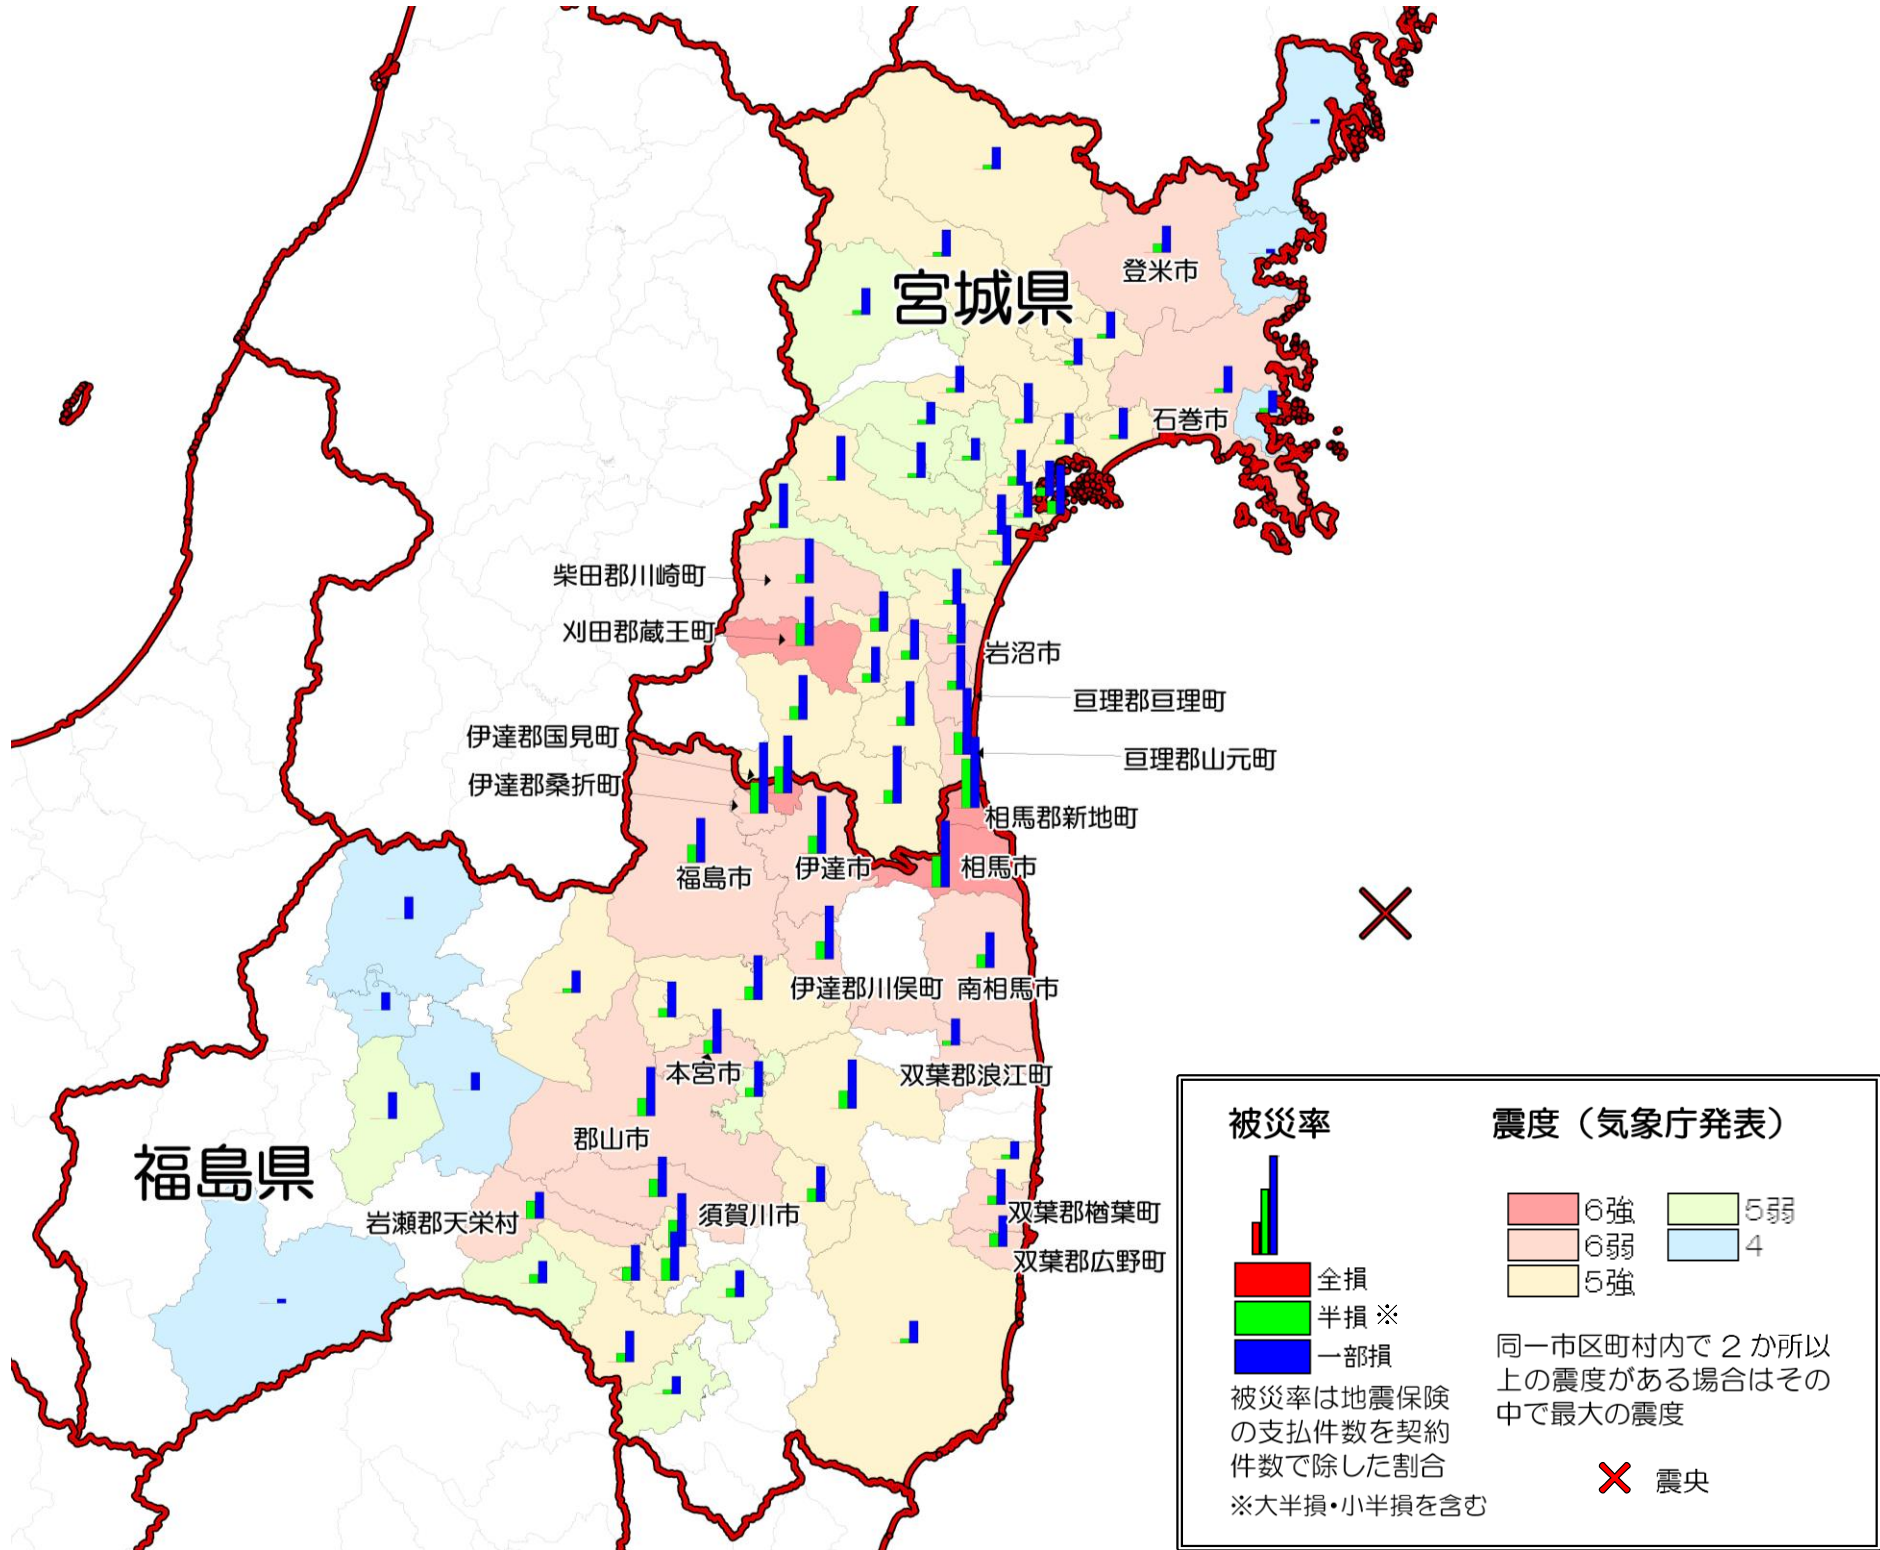 宮城県
登米市
石巻市
柴田郡川崎町
刈田郡蔵王町
岩沼市
亘理郡亘理町
伊達郡国見町
亘理郡山元町
伊達郡桑折町
相馬郡新地町
福島市
伊達市
相馬市
伊達郡川俣町
南相馬市
本宮市
双葉郡浪江町
郡山市
福島県
岩瀬郡天栄村
須賀川市
双葉郡楢葉町
双葉郡広野町
被災率
全損
半損 ※
一部損
被災率は地震保険
の支払件数を契約
件数で除した割合
※大半損・小半損を含む
震度（気象庁発表）
6強
6弱
5強
5弱
4
同一市区町村内で 2 か所以
上の震度がある場合はその
中で最大の震度
震央